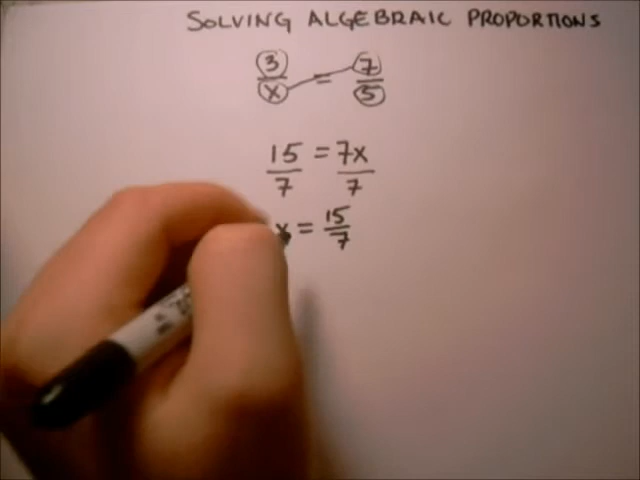 SOLVING ALGEBRAIC PROPORTIONS
3/x = 7/5
15/7 = 7x/7
x = 15/7